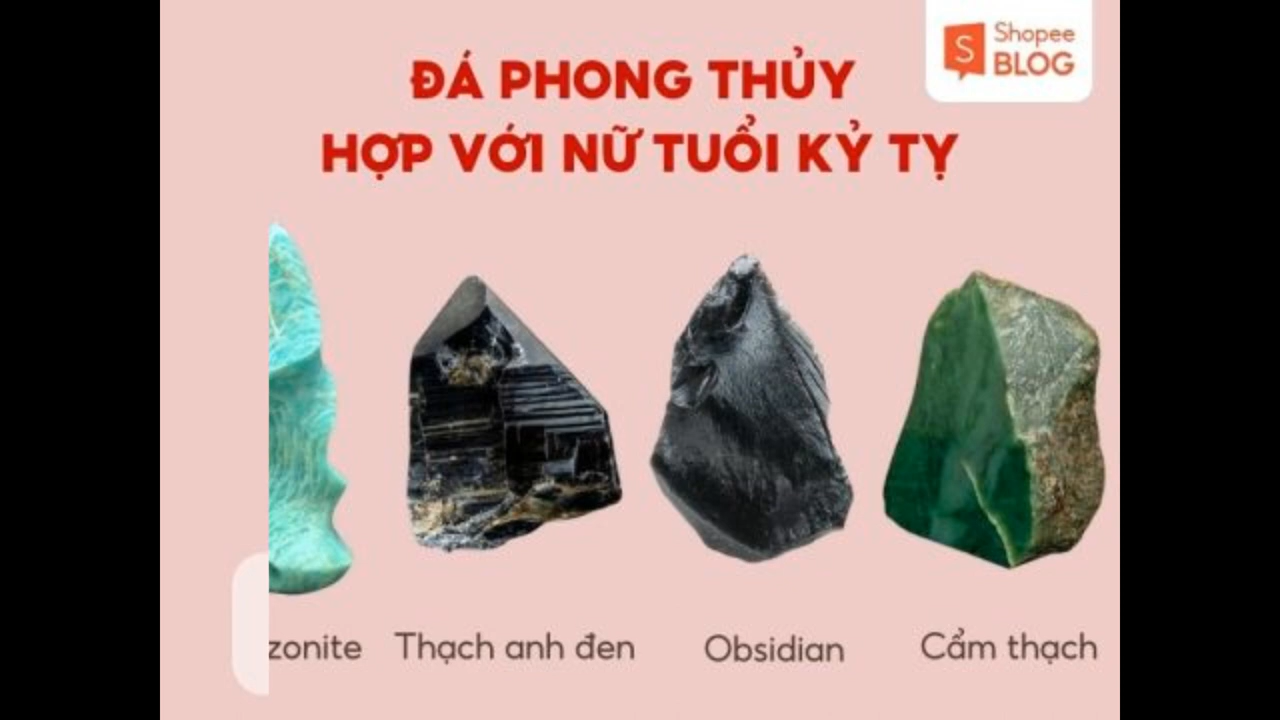 Shopee
BLOG
ĐÁ PHONG THỦY
HỢP VỚI NỮ TUỔI KỶ TỴ
zonite
Thạch anh đen
Obsidian
Cẩm thạch